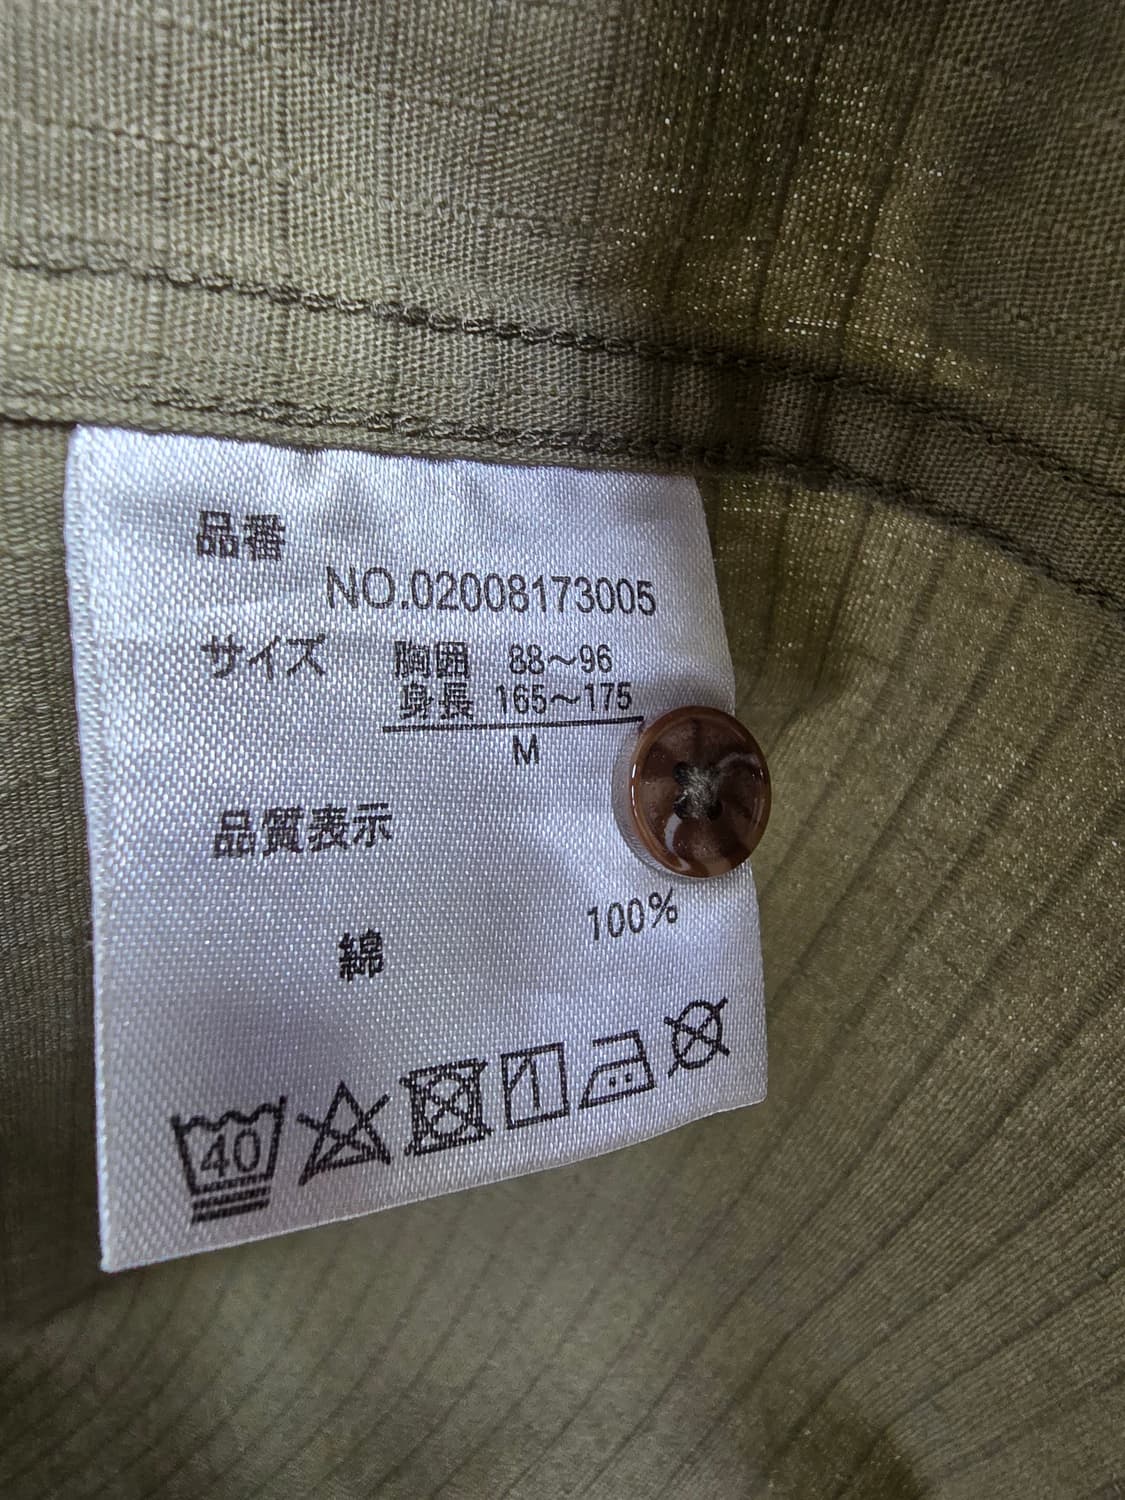 品番
NO.02008173005
サイズ 胸囲 88～96
身長 165～175
M
品質表示
綿 100%
40